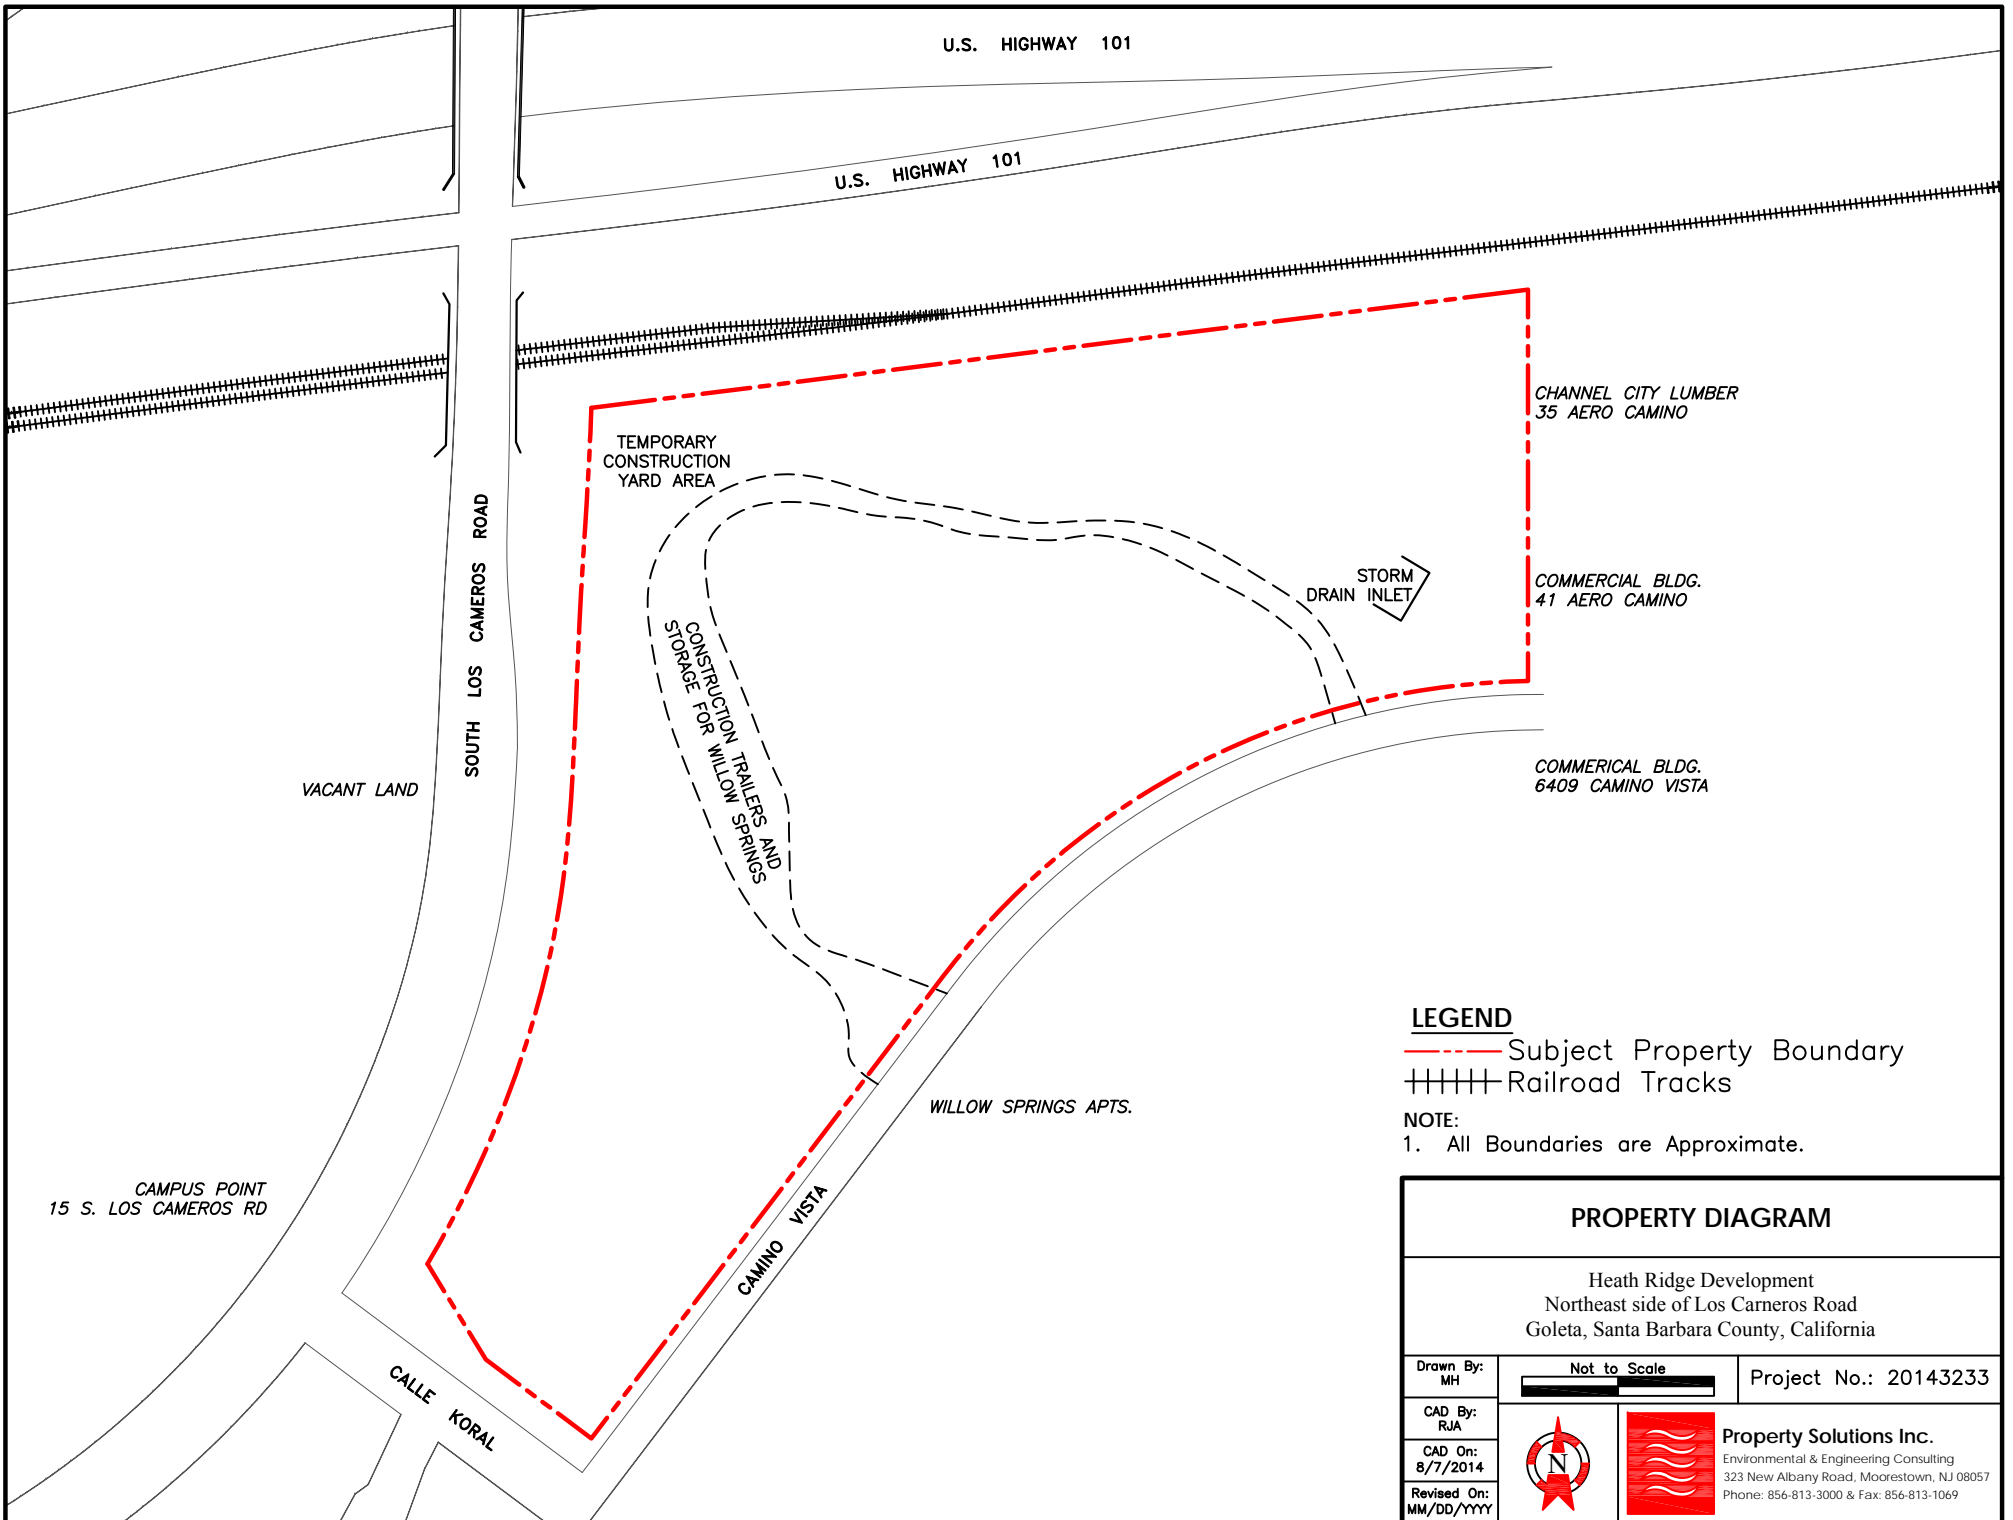 U.S. HIGHWAY 101
U.S. HIGHWAY 101
CHANNEL CITY LUMBER
35 AERO CAMINO
TEMPORARY
CONSTRUCTION
YARD AREA
SOUTH LOS CAMEROS ROAD
STORM
DRAIN INLET
COMMERCIAL BLDG.
41 AERO CAMINO
CONSTRUCTION TRAILERS AND
STORAGE FOR WILLOW SPRINGS
VACANT LAND
COMMERICAL BLDG.
6409 CAMINO VISTA
WILLOW SPRINGS APTS.
CAMPUS POINT
15 S. LOS CAMEROS RD
CAMINO VISTA
CALLE KORAL
LEGEND
Subject Property Boundary
Railroad Tracks
NOTE:
1. All Boundaries are Approximate.
PROPERTY DIAGRAM
Heath Ridge Development
Northeast side of Los Carneros Road
Goleta, Santa Barbara County, California
Drawn By:
MH
Not to Scale
Project No.: 20143233
CAD By:
RJA
CAD On:
8/7/2014
Revised On:
MM/DD/YYYY
N
Property Solutions Inc.
Environmental & Engineering Consulting
323 New Albany Road, Moorestown, NJ 08057
Phone: 856-813-3000 & Fax: 856-813-1069